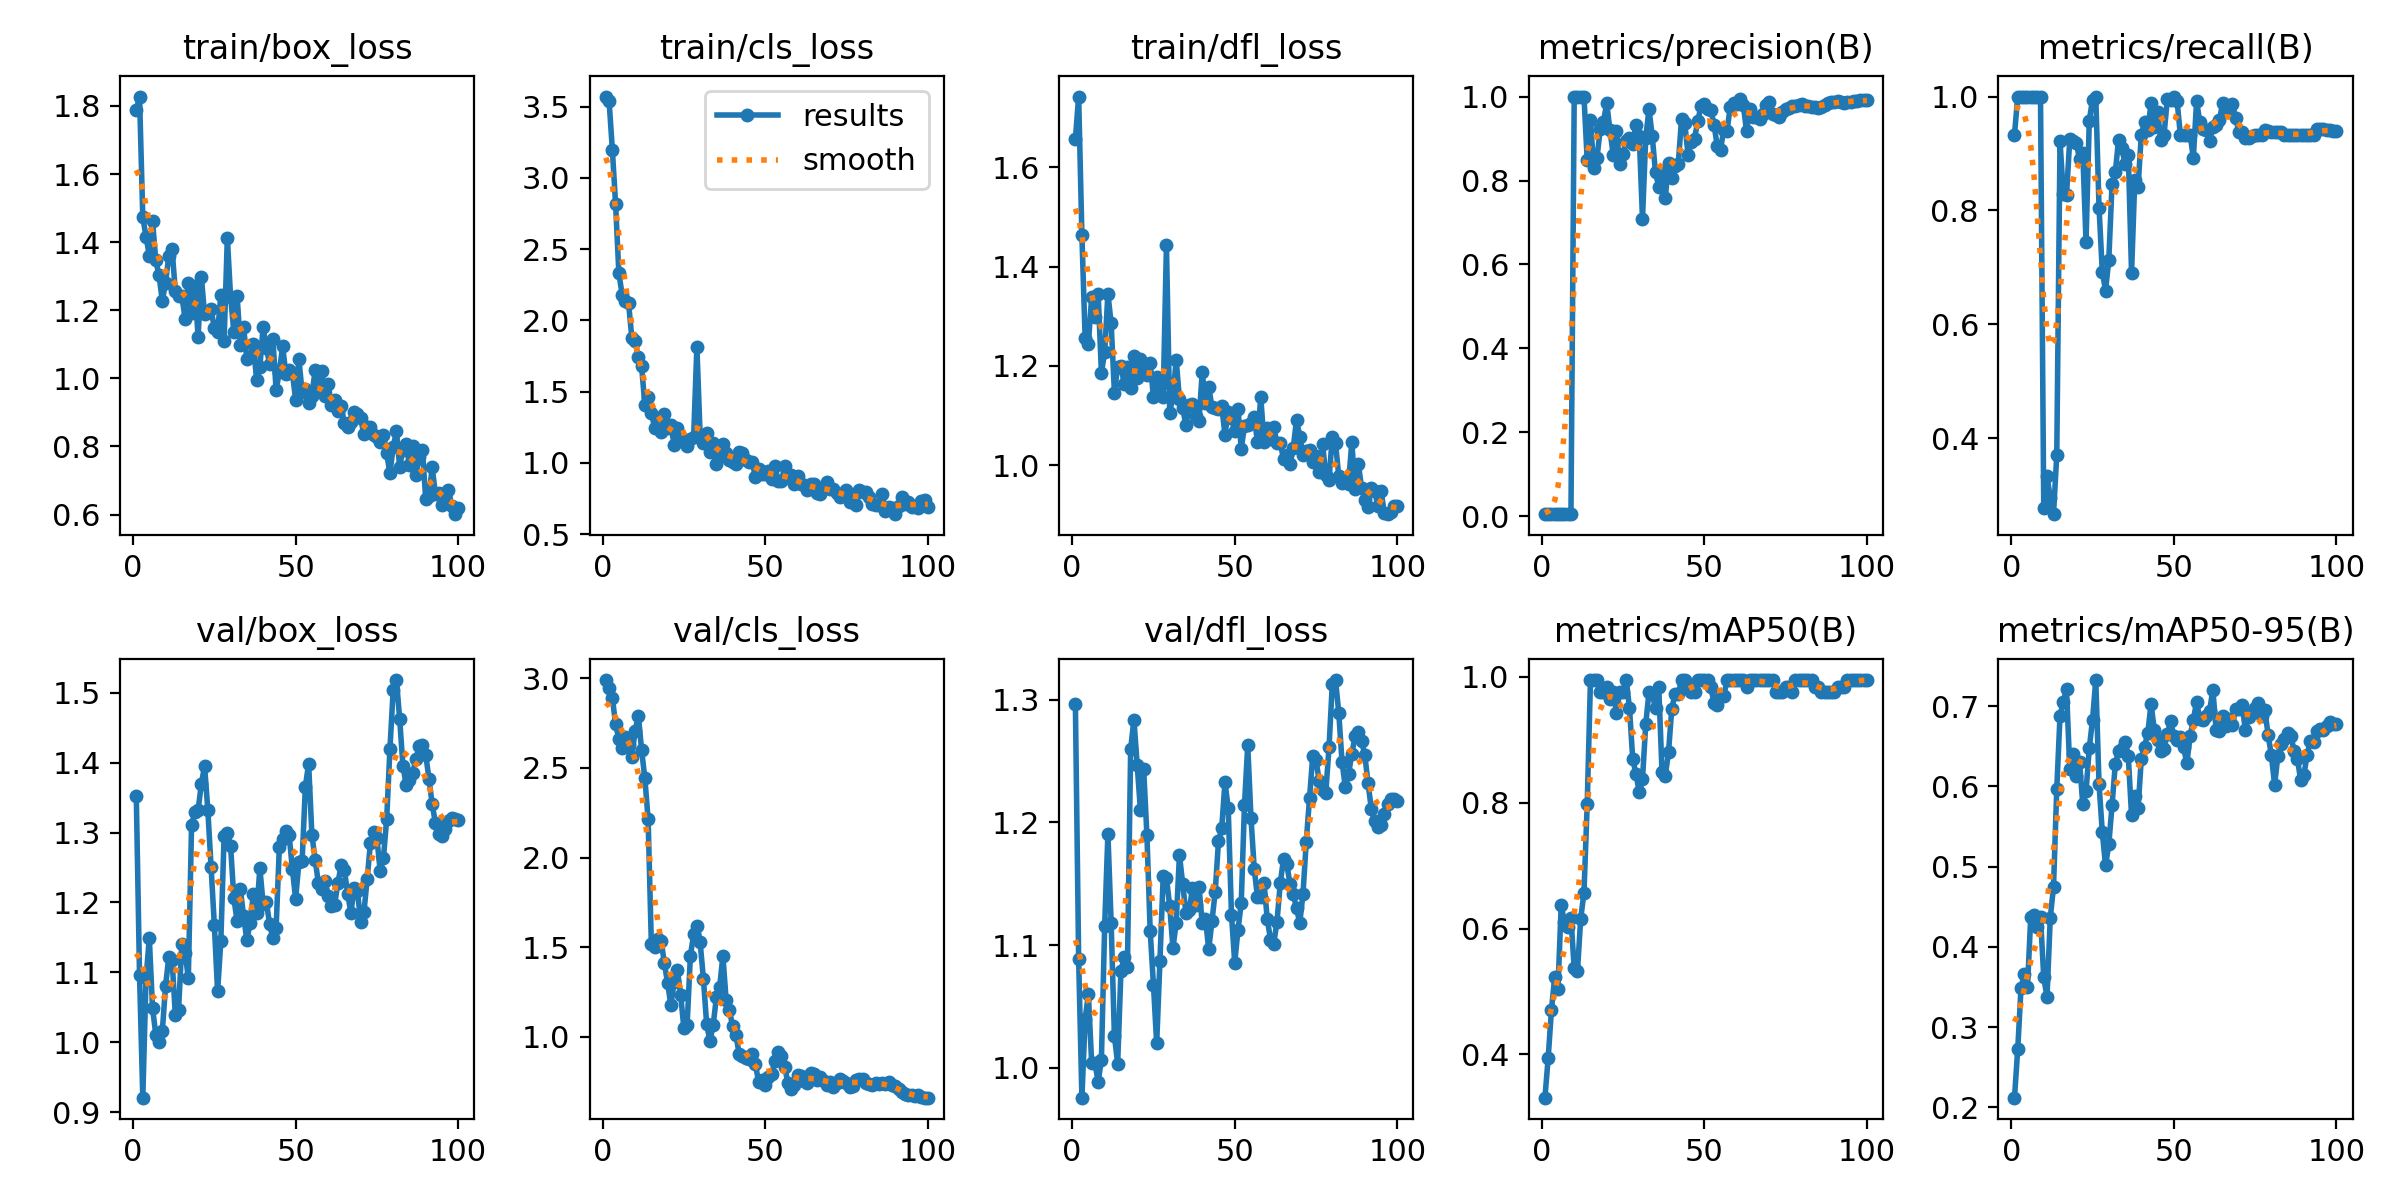 train/box_loss
1.8
1.6
1.4
1.2
1.0
0.8
0.6
0 50 100
train/cls_loss
results
smooth
3.5
3.0
2.5
2.0
1.5
1.0
0.5
0 50 100
train/dfl_loss
1.6
1.4
1.2
1.0
0 50 100
metrics/precision(B)
1.0
0.8
0.6
0.4
0.2
0.0
0 50 100
metrics/recall(B)
1.0
0.8
0.6
0.4
0 50 100
val/box_loss
1.5
1.4
1.3
1.2
1.1
1.0
0.9
0 50 100
val/cls_loss
3.0
2.5
2.0
1.5
1.0
0 50 100
val/dfl_loss
1.3
1.2
1.1
1.0
0 50 100
metrics/mAP50(B)
1.0
0.8
0.6
0.4
0 50 100
metrics/mAP50-95(B)
0.7
0.6
0.5
0.4
0.3
0.2
0 50 100